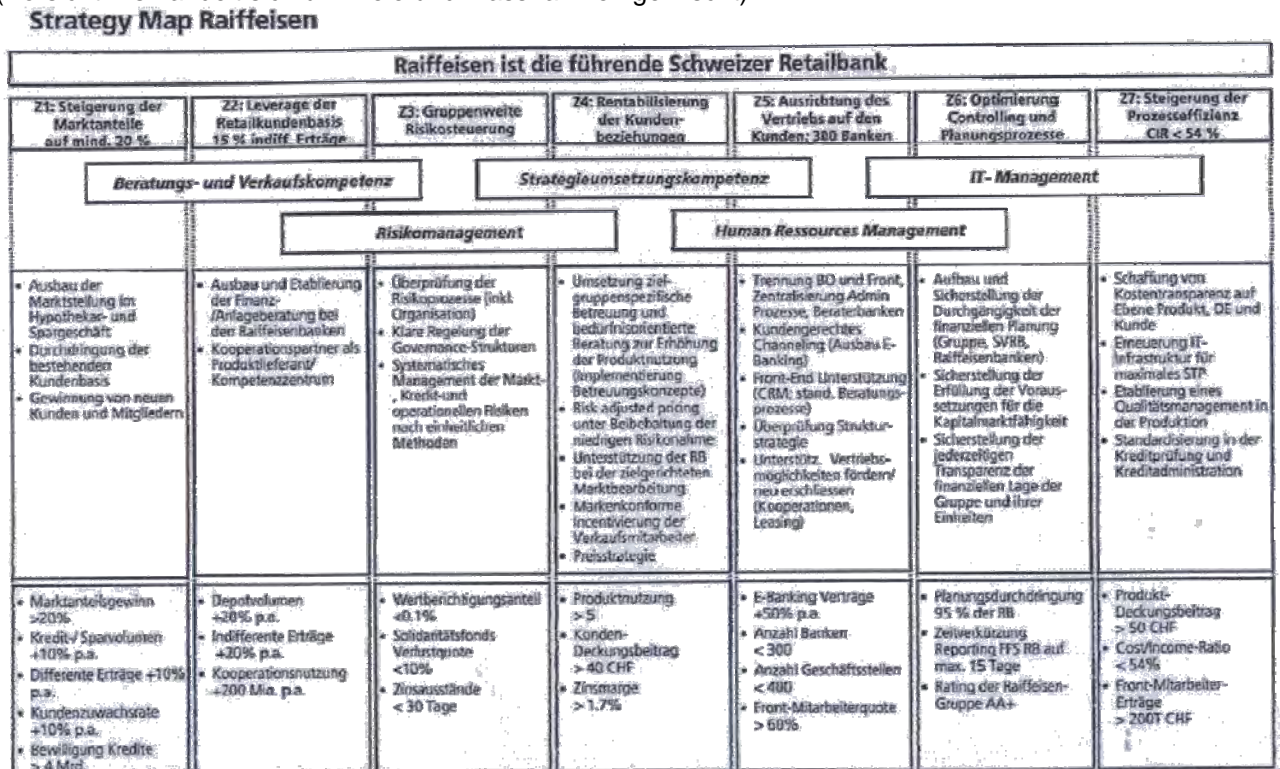 Strategy Map Raiffeisen
Raiffeisen ist die führende Schweizer Retailbank
Z1: Steigerung der
Marktanteile
auf mind. 20 %
Z2: Leverage der
Retailkundenbasis
15 % indiff. Erträge
Z3: Gruppenweite
Risikosteuerung
Z4: Rentabilisierung
der Kunden-
beziehungen
Z5: Ausrichtung des
Vertriebs auf den
Kunden: 300 Banken
Z6: Optimierung
Controlling und
Planungsprozesse
Z7: Steigerung der
Prozesseffizienz
CIR < 54 %
Beratungs- und Verkaufskompetenz
Strategieumsetzungskompetenz
IT- Management
Risikomanagement
Human Ressources Management
• Ausbau der
Marktstellung im
Hypothekar- und
Spargeschäft
• Durchdringung der
bestehenden
Kundenbasis
• Gewinnung von neuen
Kunden und Mitgliedern
• Ausbau und Etablierung
der Finanz-
/Anlageberatung bei
den Raiffeisenbanken
• Kooperationspartner als
Produktlieferant/
Kompetenzzentrum
• Überprüfung der
Risikoprozesse (inkl.
Organisation)
• Klare Regelung der
Governance-Strukturen
• Systematisches
Management der Markt-
, Kredit-und
operationellen Risiken
nach einheitlichen
Methoden
• Umsetzung ziel-
gruppenspezifische
Betreuung und
bedürfnisorientierte
Beratung zur Erhöhung
der Produktnutzung
(Implementierung
Betreuungskonzepte)
• Risk adjusted pricing
unter Beibehaltung der
niedrigen Risikonahme
• Unterstützung der RB
bei der zielgerichteten
Marktbearbeitung
• Markenkonforme
Incentivierung der
Verkaufsmitarbeiter
• Preisstrategie
• Trennung BO und Front,
Zentralisierung Admin
Prozesse, Beraterbanken
• Kundengerechtes
Channeling (Ausbau E-
Banking)
• Front-End Unterstützung
(CRM; stand. Beratungs-
prozesse)
• Überprüfung Struktur-
strategie
• Unterstütz. Vertriebs-
möglichkeiten fördern/
neu erschliessen
(Kooperationen,
Leasing)
• Aufbau und
Sicherstellung der
Durchgängigkeit der
finanziellen Planung
(Gruppe, SVRB,
Raiffeisenbanken)
• Sicherstellung der
Erfüllung der Voraus-
setzungen für die
Kapitalmarktfähigkeit
• Sicherstellung der
jederzeitigen
Transparenz der
finanziellen Lage der
Gruppe und ihrer
Einheiten
• Schaffung von
Kostentransparenz auf
Ebene Produkt, OE und
Kunde
• Erneuerung IT-
Infrastruktur für
maximales STP
• Etablierung eines
Qualitätsmanagement in
der Produktion
• Standardisierung in der
Kreditprüfung und
Kreditadministration
• Marktanteilsgewinn
>20%
• Kredit-/ Sparvolumen
+10% p.a.
• Differente Erträge +10%
p.a.
• Kundenzuwachsrate
+10% p.a.
• Bewilligung Kredite
• Depotvolumen
+20% p.a.
• Indifferente Erträge
+20% p.a.
• Kooperationsnutzung
+200 Mio. p.a.
• Wertberichtigungsanteil
<0.1%
• Solidaritätsfonds
Verlustquote
<10%
• Zinsausstände
< 30 Tage
• Produktnutzung
> 5
• Kunden-
Deckungsbeitrag
> 40 CHF
• Zinsmarge
> 1.7%
• E-Banking Verträge
+50% p.a.
• Anzahl Banken
< 300
• Anzahl Geschäftsstellen
< 400
• Front-Mitarbeiterquote
> 60%
• Planungsdurchdringung
95 % der RB
• Zeitverkürzung
Reporting FFS RB auf
max. 15 Tage
• Rating der Raiffeisen-
Gruppe AA+
• Produkt-
Deckungsbeitrag
> 50 CHF
• Cost/Income-Ratio
< 54%
• Front-Mitarbeiter-
Erträge
> 200T CHF